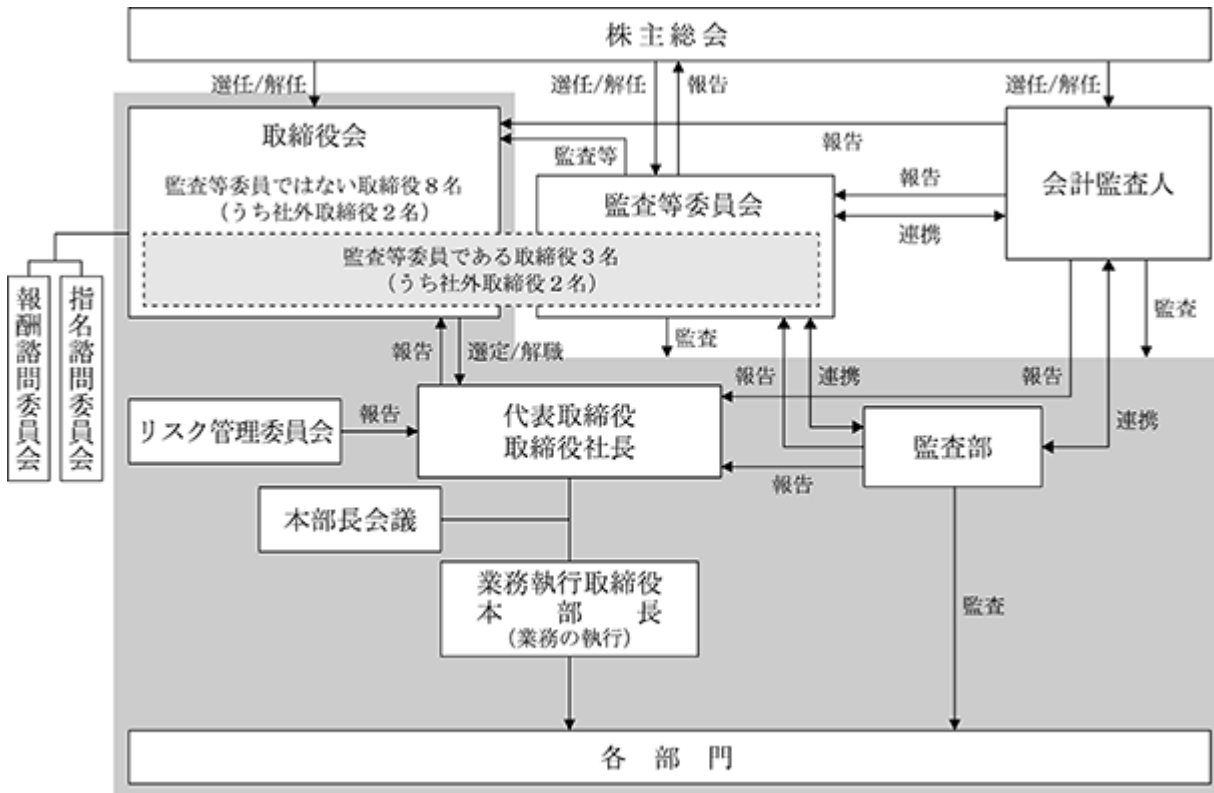 株主総会
選任/解任
選任/解任
報告
選任/解任
取締役会
監査等委員ではない取締役8名
（うち社外取締役2名）
監査等
報告
監査等委員会
報告
連携
会計監査人
監査等委員である取締役3名
（うち社外取締役2名）
報酬諮問委員会
指名諮問委員会
報告
選定/解職
監査
報告
連携
報告
監査
リスク管理委員会
報告
代表取締役
取締役社長
監査部
連携
報告
本部長会議
業務執行取締役
本部長
（業務の執行）
監査
各部門